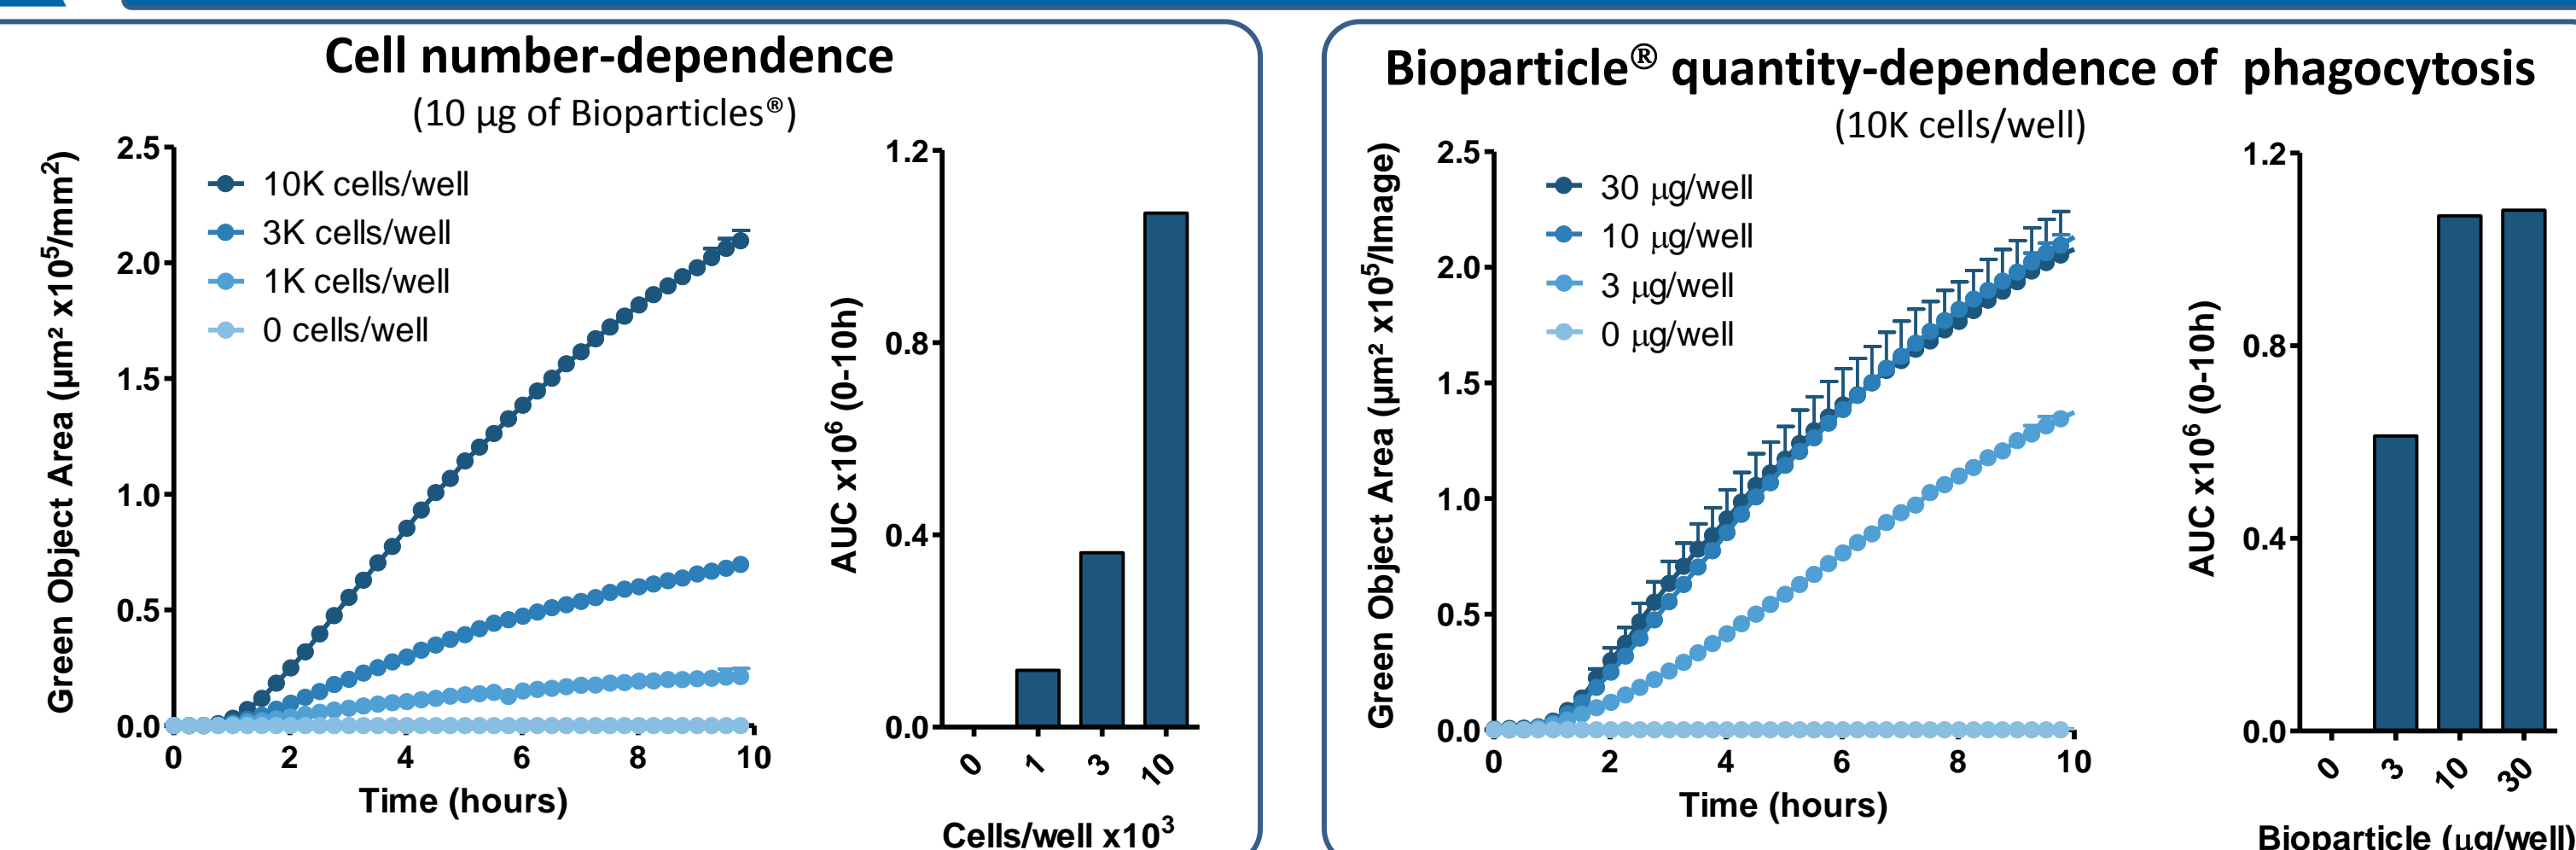 Cell number-dependence
(10 µg of Bioparticles®)
Green Object Area (µm² x10⁵/mm²)
2.5
2.0
1.5
1.0
0.5
0.0
10K cells/well
3K cells/well
1K cells/well
0 cells/well
0 2 4 6 8 10
Time (hours)
AUC x10⁶ (0-10h)
1.2
0.8
0.4
0.0
0 1 3 10
Cells/well x10³
Bioparticle® quantity-dependence of phagocytosis
(10K cells/well)
Green Object Area (µm² x10⁵/Image)
2.5
2.0
1.5
1.0
0.5
0.0
30 µg/well
10 µg/well
3 µg/well
0 µg/well
0 2 4 6 8 10
Time (hours)
AUC x10⁶ (0-10h)
1.2
0.8
0.4
0.0
0 3 10 30
Bioparticle (µg/well)